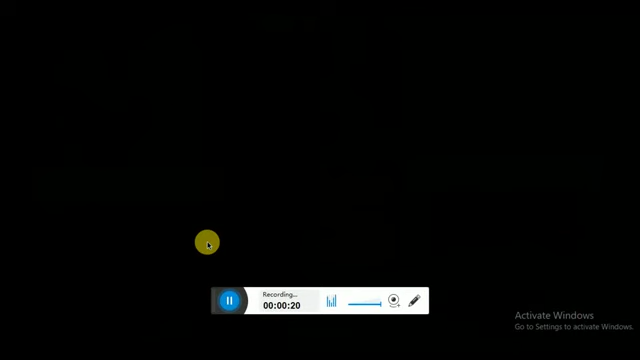 Recording...
00:00:20
Activate Windows
Go to Settings to activate Windows.